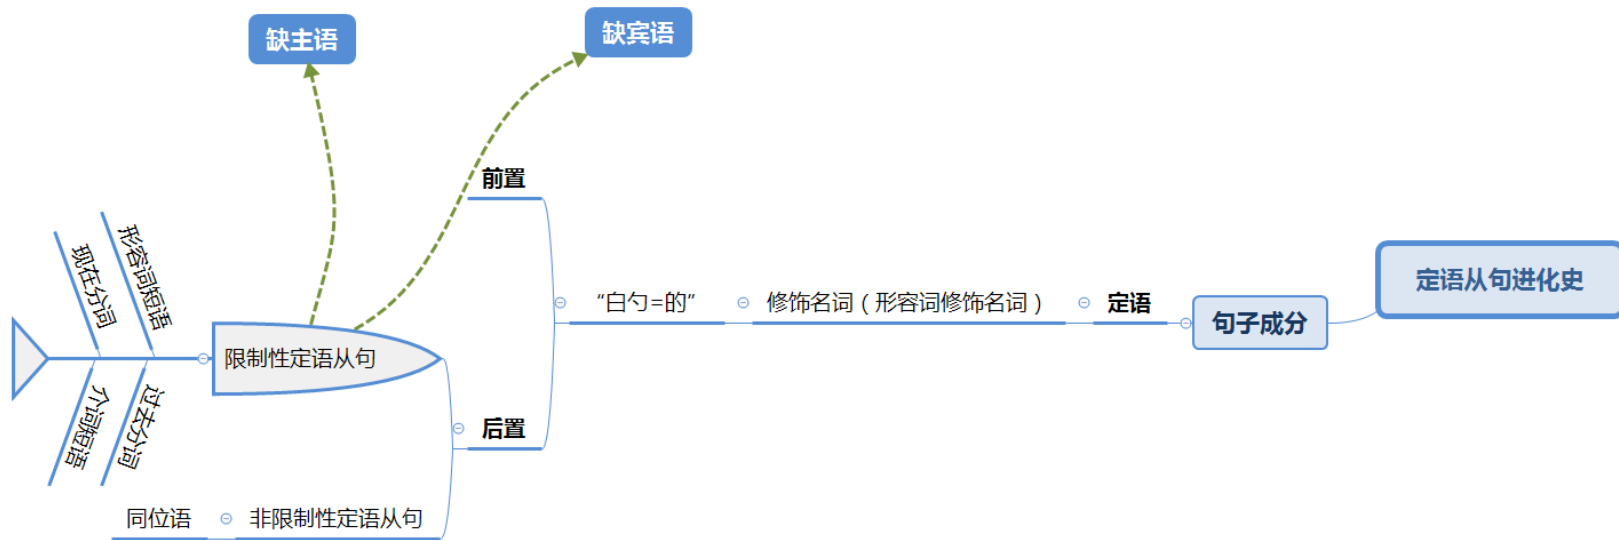 缺主语
缺宾语
前置
形容词短语
现在分词
定语从句进化史
“白勺=的”
修饰名词（形容词修饰名词）
定语
句子成分
限制性定语从句
过去分词
介词短语
后置
同位语
非限制性定语从句